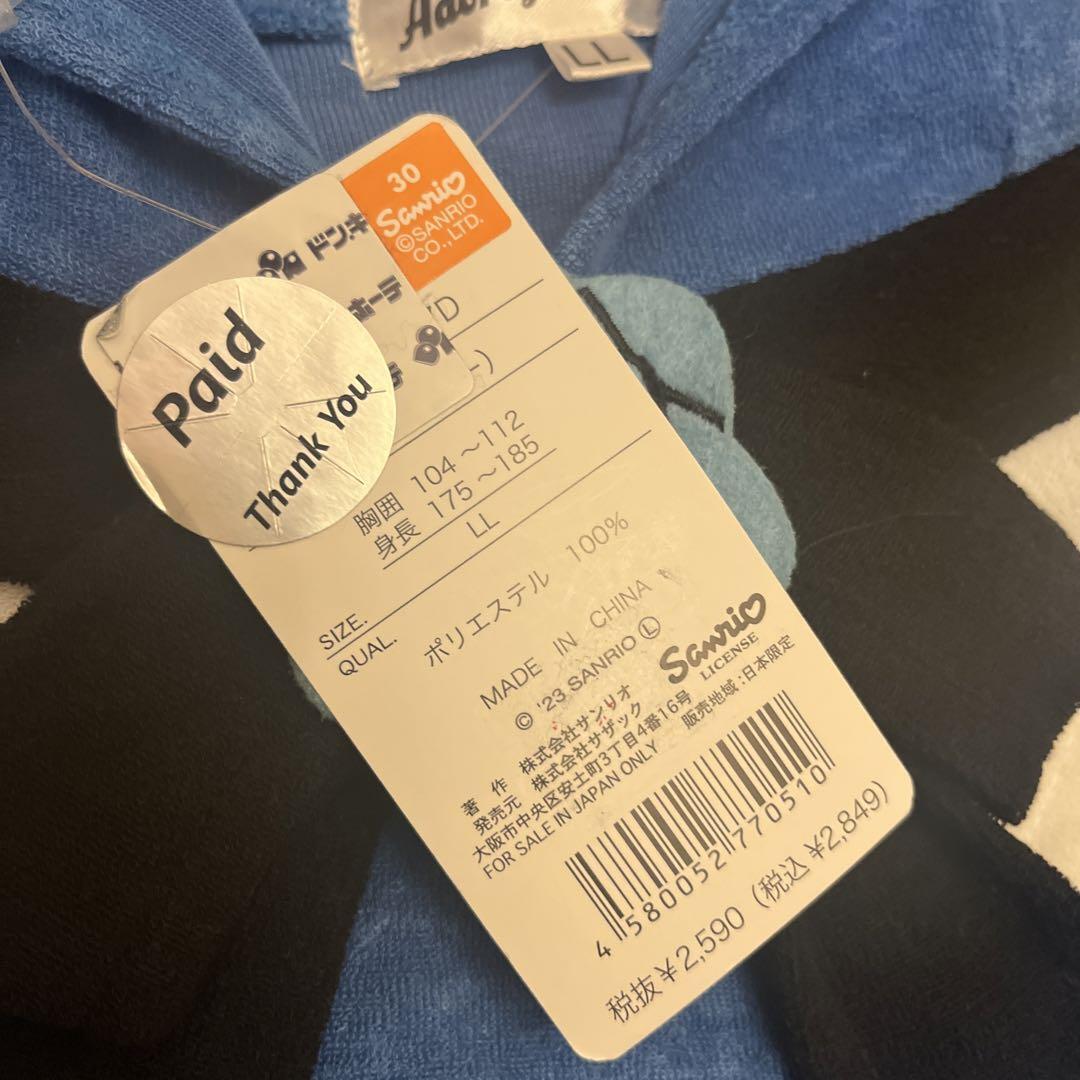 LL
30
Sanrio
©SANRIO
CO.,LTD.
ドンキ
ホーテ
Paid
Thank You
胸囲 104～112
身長 175～185
SIZE. LL
QUAL. ポリエステル 100%
MADE IN CHINA
© '23 SANRIO Ⓛ
Sanrio
LICENSE
著作 株式会社サンリオ
発売元 株式会社サザック
大阪市中央区安土町3丁目4番16号 販売地域:日本限定
FOR SALE IN JAPAN ONLY
4 580052 770510
税抜¥2,590 (税込¥2,849)